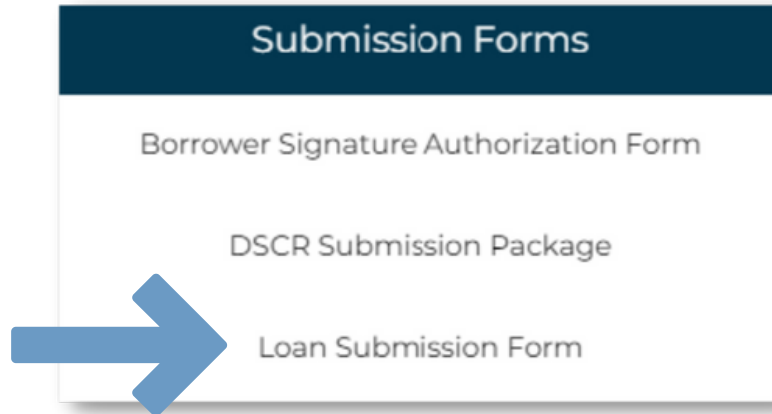 Submission Forms
Borrower Signature Authorization Form
DSCR Submission Package
Loan Submission Form